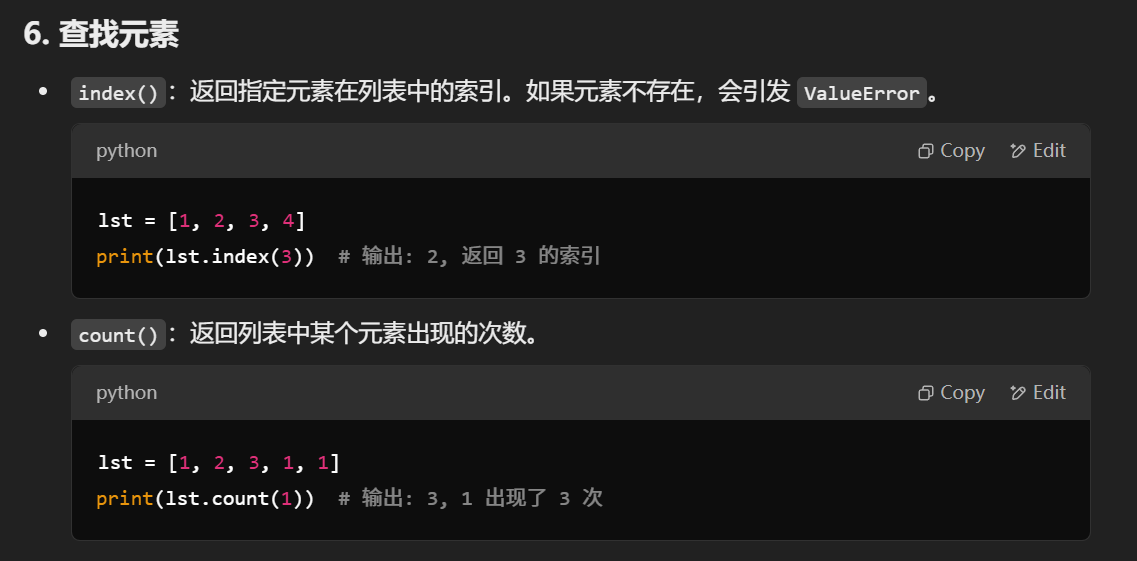 6. 查找元素
index()：返回指定元素在列表中的索引。如果元素不存在，会引发 ValueError。
python Copy Edit
lst = [1, 2, 3, 4]
print(lst.index(3))  # 输出: 2, 返回 3 的索引
count()：返回列表中某个元素出现的次数。
python Copy Edit
lst = [1, 2, 3, 1, 1]
print(lst.count(1))  # 输出: 3, 1 出现了 3 次